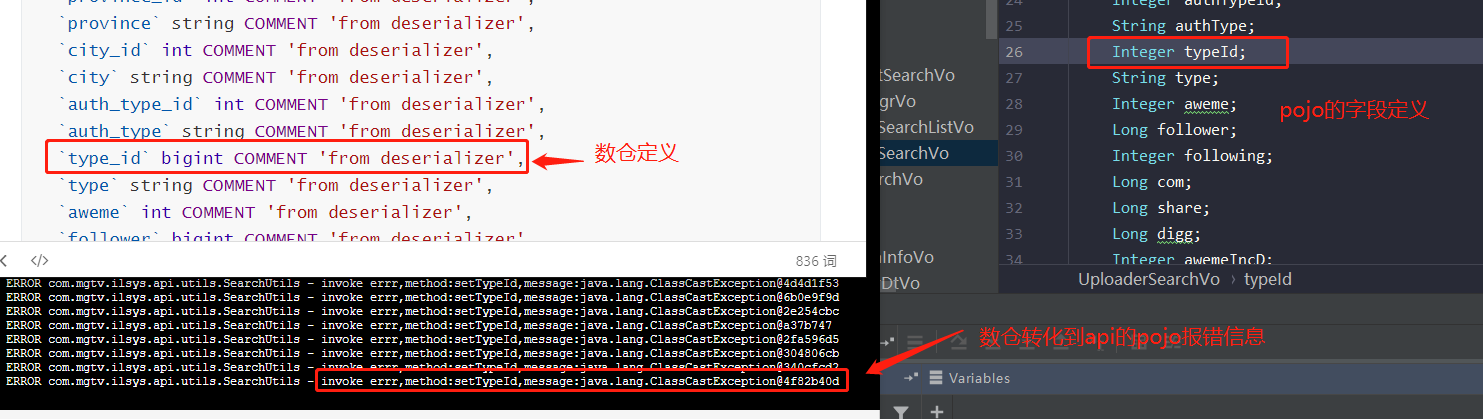 `province` string COMMENT 'from deserializer',
`city_id` int COMMENT 'from deserializer',
`city` string COMMENT 'from deserializer',
`auth_type_id` int COMMENT 'from deserializer',
`auth_type` string COMMENT 'from deserializer',
`type_id` bigint COMMENT 'from deserializer',
数仓定义
`type` string COMMENT 'from deserializer',
`aweme` int COMMENT 'from deserializer',
`follower` bigint COMMENT 'from deserializer'
</>
836 词
ERROR com.mgtv.ilsys.api.utils.SearchUtils - invoke errr,method:setTypeId,message:java.lang.ClassCastException@4d4d1f53
ERROR com.mgtv.ilsys.api.utils.SearchUtils - invoke errr,method:setTypeId,message:java.lang.ClassCastException@6b0e9f9d
ERROR com.mgtv.ilsys.api.utils.SearchUtils - invoke errr,method:setTypeId,message:java.lang.ClassCastException@2e254cbc
ERROR com.mgtv.ilsys.api.utils.SearchUtils - invoke errr,method:setTypeId,message:java.lang.ClassCastException@a37b747
ERROR com.mgtv.ilsys.api.utils.SearchUtils - invoke errr,method:setTypeId,message:java.lang.ClassCastException@2fa596d5
ERROR com.mgtv.ilsys.api.utils.SearchUtils - invoke errr,method:setTypeId,message:java.lang.ClassCastException@304806cb
ERROR com.mgtv.ilsys.api.utils.SearchUtils - invoke errr,method:setTypeId,message:java.lang.ClassCastException@340cfcd2
ERROR com.mgtv.ilsys.api.utils.SearchUtils - invoke errr,method:setTypeId,message:java.lang.ClassCastException@4f82b40d
tSearchVo
grVo
SearchListVo
SearchVo
rchVo
InfoVo
DtVo
24 Integer authTypeId;
25 String authType;
26 Integer typeId;
27 String type;
28 Integer aweme;
29 Long follower;
30 Integer following;
31 Long com;
32 Long share;
33 Long digg;
34 Integer awemeIncD;
pojo的字段定义
UploaderSearchVo › typeId
数仓转化到api的pojo报错信息
Variables